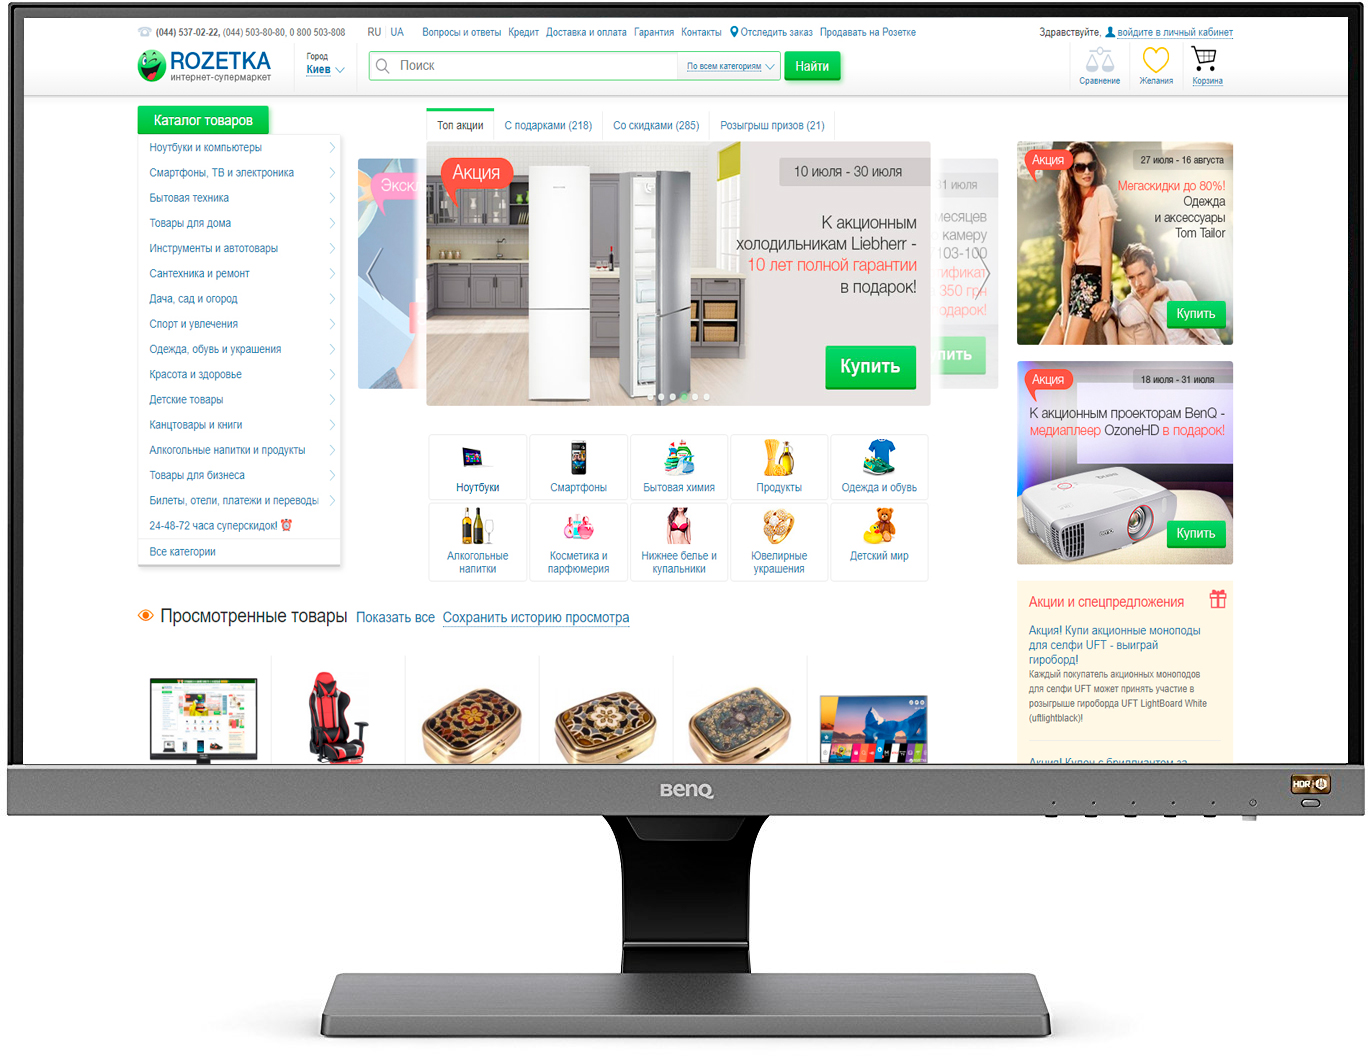 (044) 537-02-22, (044) 503-80-80, 0 800 503-808
RU UA
Вопросы и ответы Кредит Доставка и оплата Гарантия Контакты Отследить заказ Продавать на Розетке
Здравствуйте, войдите в личный кабинет
ROZETKA
интернет-супермаркет
Город
Киев
Поиск
По всем категориям
Найти
Сравнение
Желания
Корзина
Каталог товаров
Ноутбуки и компьютеры
Смартфоны, ТВ и электроника
Бытовая техника
Товары для дома
Инструменты и автотовары
Сантехника и ремонт
Дача, сад и огород
Спорт и увлечения
Одежда, обувь и украшения
Красота и здоровье
Детские товары
Канцтовары и книги
Алкогольные напитки и продукты
Товары для бизнеса
Билеты, отели, платежи и переводы
24-48-72 часа суперскидок!
Все категории
Топ акции
С подарками (218)
Со скидками (285)
Розыгрыш призов (21)
Экскл
Акция
10 июля - 30 июля
К акционным
холодильникам Liebherr -
10 лет полной гарантии
в подарок!
Купить
31 июля
месяцев
камеру
103-100
тификат
350 грн
подарок!
упить
Акция
27 июля - 16 августа
Мегаскидки до 80%!
Одежда
и аксессуары
Tom Tailor
Купить
Акция
18 июля - 31 июля
К акционным проекторам BenQ -
медиаплеер OzoneHD в подарок!
BenQ
Купить
Ноутбуки
Смартфоны
Бытовая химия
Продукты
Одежда и обувь
Алкогольные
напитки
Косметика и
парфюмерия
Нижнее белье и
купальники
Ювелирные
украшения
Детский мир
Просмотренные товары Показать все Сохранить историю просмотра
Акции и спецпредложения
Акция! Купи акционные моноподы
для селфи UFT - выиграй
гироборд!
Каждый покупатель акционных моноподов
для селфи UFT может принять участие в
розыгрыше гироборда UFT LightBoard White
(uftlightblack)!
Акция! Кулон с бриллиантом за
BenQ
HDR